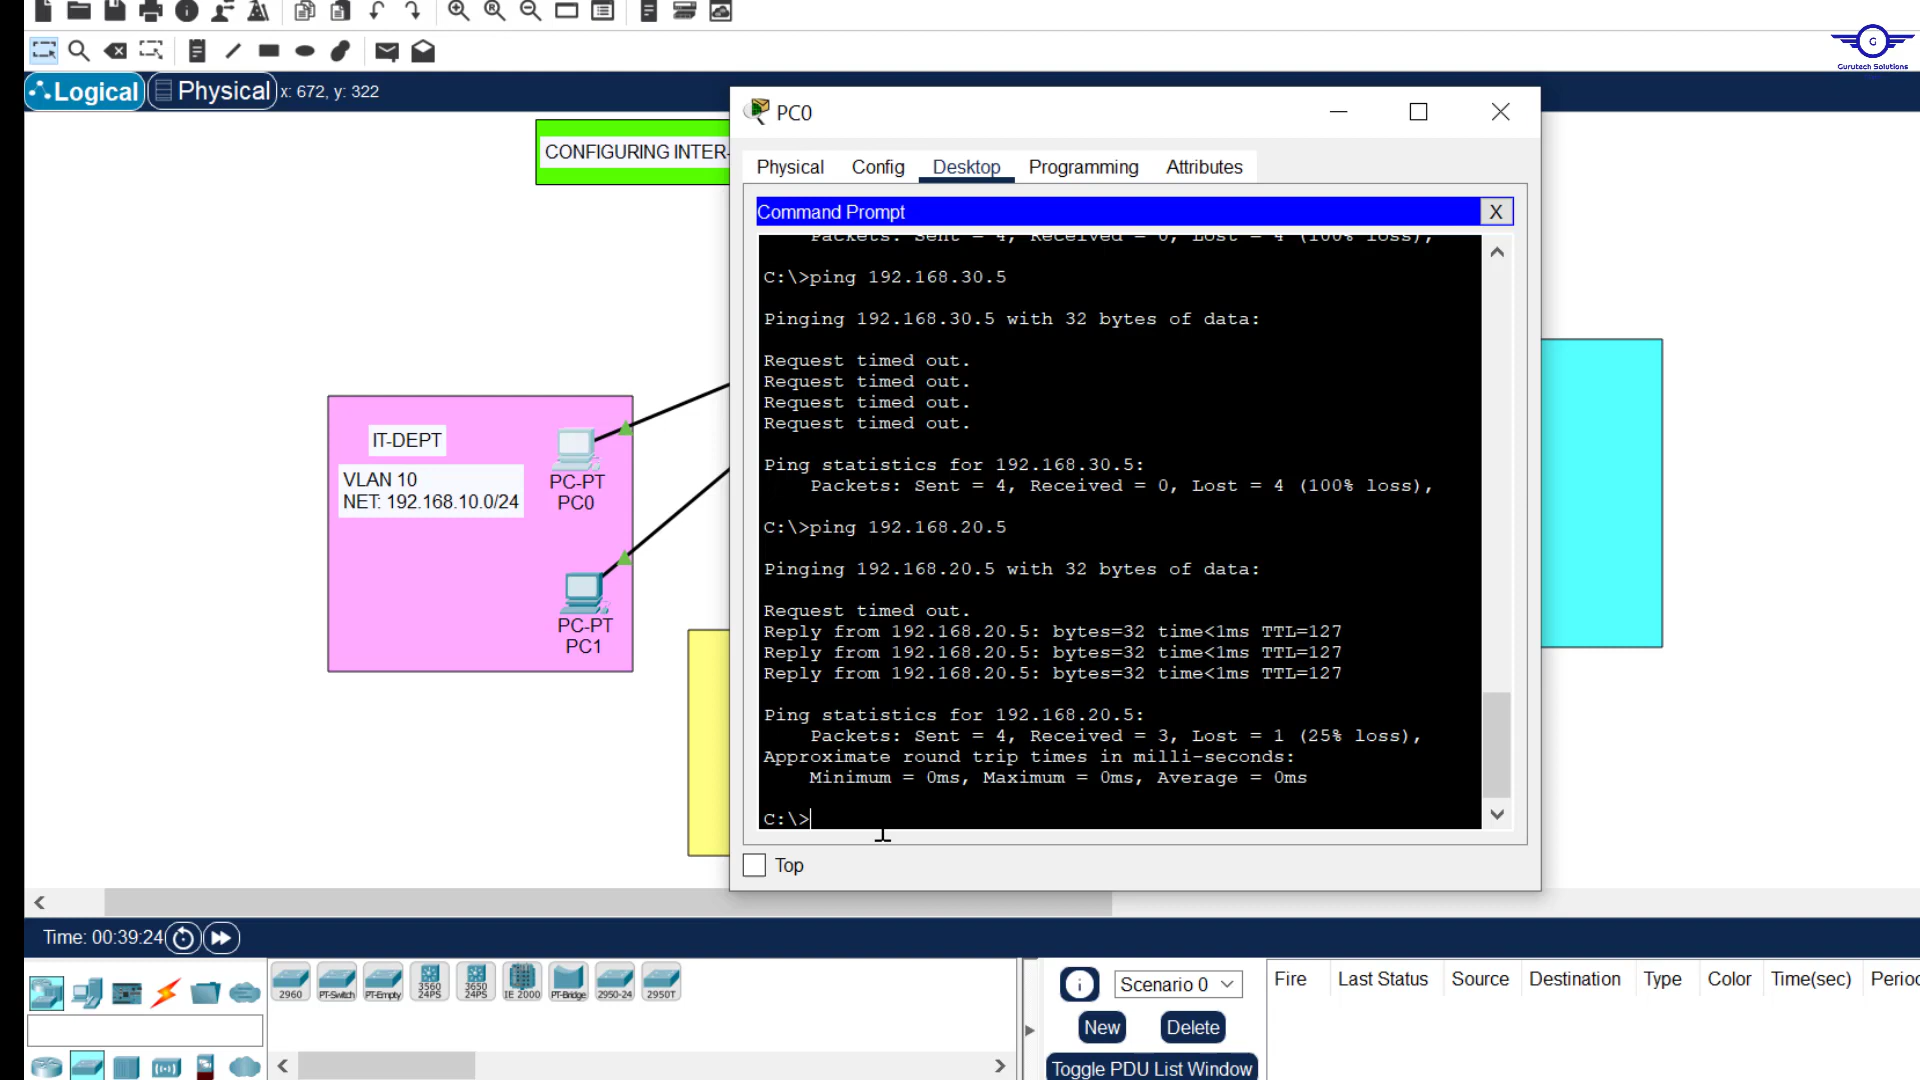 G
Gurutech Solutions
Logical
Physical
x: 672, y: 322
CONFIGURING INTER-
PC0
Physical
Config
Desktop
Programming
Attributes
Command Prompt
X
Packets: Sent = 4, Received = 0, Lost = 4 (100% loss),
C:\>ping 192.168.30.5
Pinging 192.168.30.5 with 32 bytes of data:
Request timed out.
Request timed out.
Request timed out.
Request timed out.
Ping statistics for 192.168.30.5:
Packets: Sent = 4, Received = 0, Lost = 4 (100% loss),
C:\>ping 192.168.20.5
Pinging 192.168.20.5 with 32 bytes of data:
Request timed out.
Reply from 192.168.20.5: bytes=32 time<1ms TTL=127
Reply from 192.168.20.5: bytes=32 time<1ms TTL=127
Reply from 192.168.20.5: bytes=32 time<1ms TTL=127
Ping statistics for 192.168.20.5:
Packets: Sent = 4, Received = 3, Lost = 1 (25% loss),
Approximate round trip times in milli-seconds:
Minimum = 0ms, Maximum = 0ms, Average = 0ms
C:\>
Top
IT-DEPT
VLAN 10
NET: 192.168.10.0/24
PC-PT
PC0
PC-PT
PC1
Time: 00:39:24
2960
PT-Switch
PT-Empty
3560
24PS
3650
24PS
IE 2000
PT-Bridge
2950-24
2950T
Scenario 0
New
Delete
Toggle PDU List Window
Fire
Last Status
Source
Destination
Type
Color
Time(sec)
Perioc